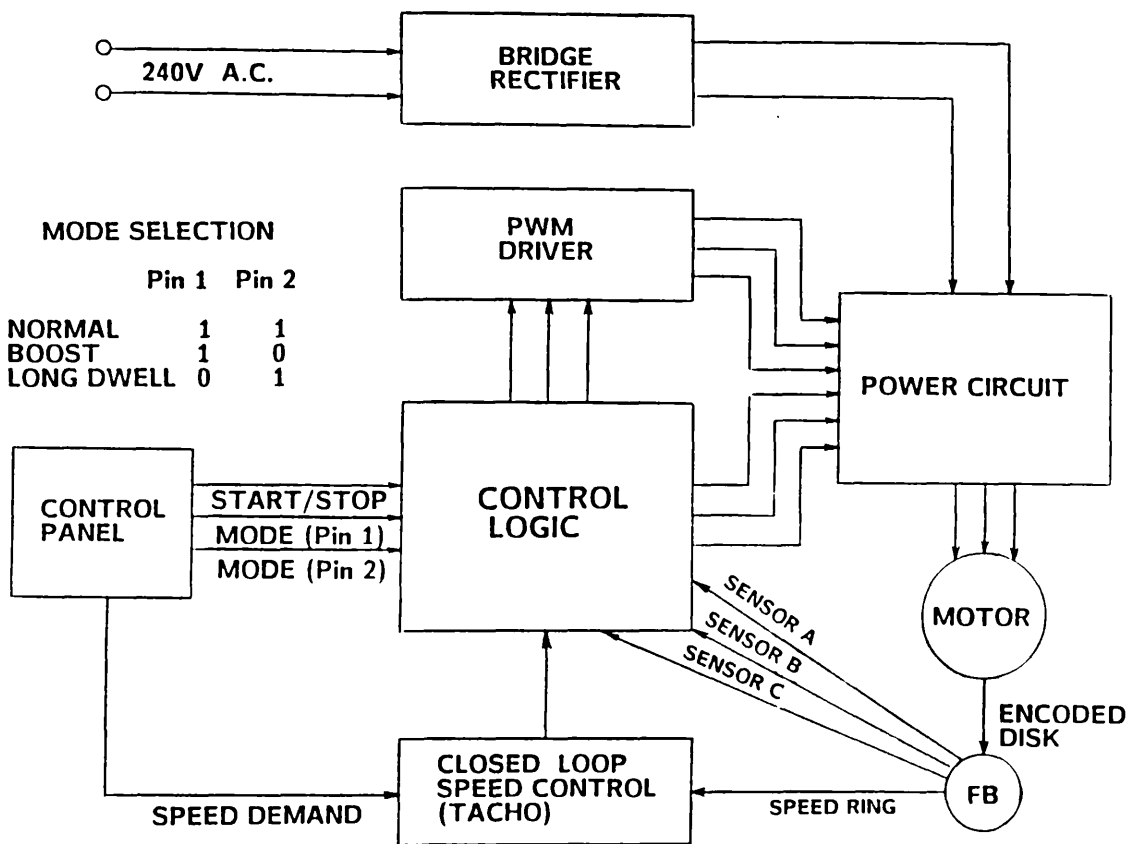 BRIDGE
RECTIFIER
240V A.C.
PWM
DRIVER
MODE SELECTION
Pin 1 Pin 2
NORMAL 1 1
BOOST 1 0
LONG DWELL 0 1
POWER CIRCUIT
CONTROL
PANEL
START/STOP
MODE (Pin 1)
MODE (Pin 2)
CONTROL
LOGIC
SENSOR A
SENSOR B
SENSOR C
MOTOR
ENCODED
DISK
FB
SPEED RING
CLOSED LOOP
SPEED CONTROL
(TACHO)
SPEED DEMAND